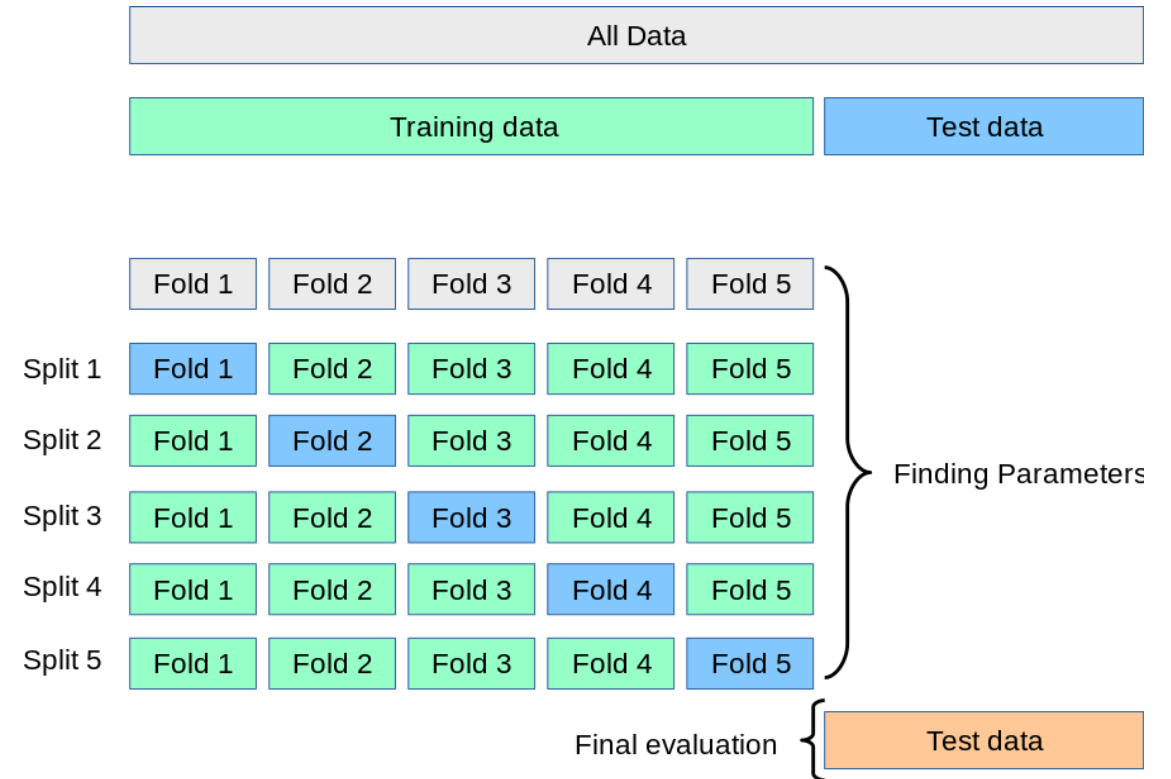 All Data
Training data Test data
Fold 1 Fold 2 Fold 3 Fold 4 Fold 5
Split 1 Fold 1 Fold 2 Fold 3 Fold 4 Fold 5
Split 2 Fold 1 Fold 2 Fold 3 Fold 4 Fold 5
Finding Parameters
Split 3 Fold 1 Fold 2 Fold 3 Fold 4 Fold 5
Split 4 Fold 1 Fold 2 Fold 3 Fold 4 Fold 5
Split 5 Fold 1 Fold 2 Fold 3 Fold 4 Fold 5
Final evaluation Test data